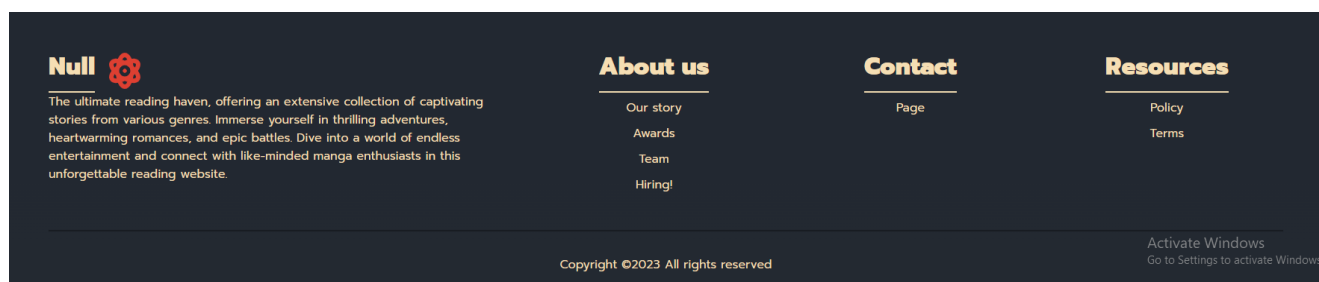 Null
The ultimate reading haven, offering an extensive collection of captivating
stories from various genres. Immerse yourself in thrilling adventures,
heartwarming romances, and epic battles. Dive into a world of endless
entertainment and connect with like-minded manga enthusiasts in this
unforgettable reading website.
About us
Our story
Awards
Team
Hiring!
Contact
Page
Resources
Policy
Terms
Copyright ©2023 All rights reserved
Activate Windows
Go to Settings to activate Windows